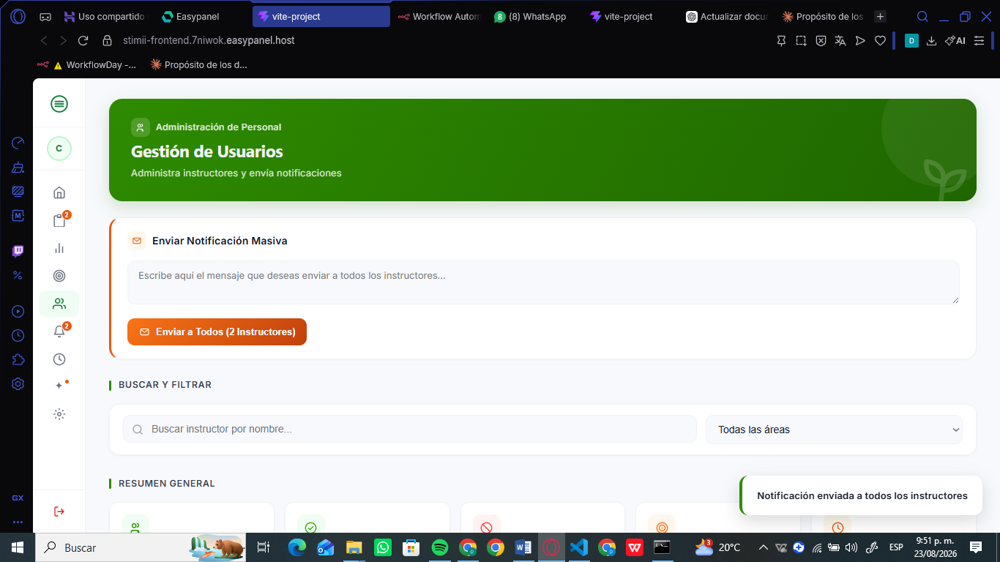 Uso compartido
Easypanel
vite-project
Workflow Autom
(8) WhatsApp
vite-project
Actualizar docu
Propósito de los
stimii-frontend.7niwok.easypanel.host
D
AI
WorkflowDay -...
Propósito de los d...
C
Administración de Personal
Gestión de Usuarios
Administra instructores y envía notificaciones
2
Enviar Notificación Masiva
Escribe aquí el mensaje que deseas enviar a todos los instructores...
2
Enviar a Todos (2 Instructores)
BUSCAR Y FILTRAR
Buscar instructor por nombre...
Todas las áreas
RESUMEN GENERAL
Notificación enviada a todos los instructores
GX
Buscar
3
20°C
ESP
9:51 p. m.
23/08/2026